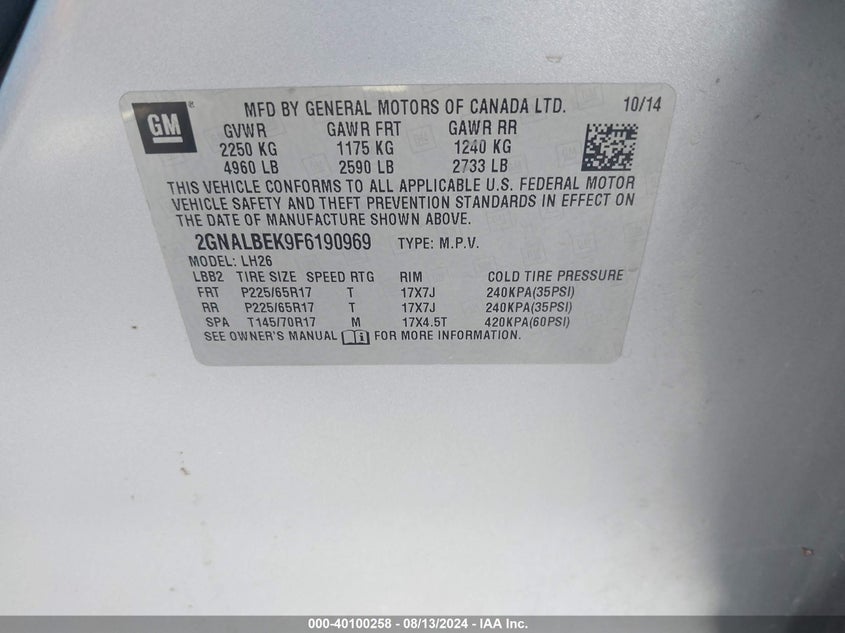 GM ®
MFD BY GENERAL MOTORS OF CANADA LTD. 10/14
GVWR GAWR FRT GAWR RR
2250 KG 1175 KG 1240 KG
4960 LB 2590 LB 2733 LB
THIS VEHICLE CONFORMS TO ALL APPLICABLE U.S. FEDERAL MOTOR
VEHICLE SAFETY AND THEFT PREVENTION STANDARDS IN EFFECT ON
THE DATE OF MANUFACTURE SHOWN ABOVE.
2GNALBEK9F6190969 TYPE: M.P.V.
MODEL: LH26
LBB2 TIRE SIZE SPEED RTG RIM COLD TIRE PRESSURE
FRT P225/65R17 T 17X7J 240KPA(35PSI)
RR P225/65R17 T 17X7J 240KPA(35PSI)
SPA T145/70R17 M 17X4.5T 420KPA(60PSI)
SEE OWNER'S MANUAL FOR MORE INFORMATION.
000-40100258 - 08/13/2024 - IAA Inc.